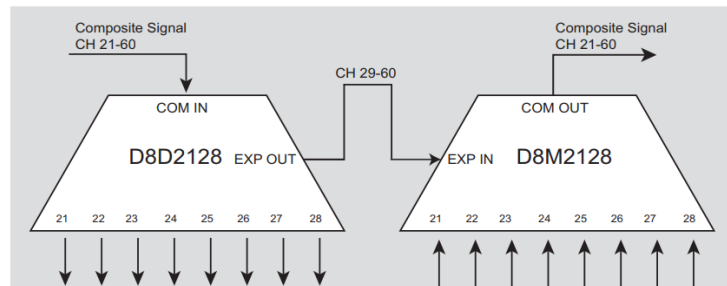 Composite Signal
CH 21-60
Composite Signal
CH 21-60
CH 29-60
COM IN
COM OUT
D8D2128
EXP OUT
EXP IN
D8M2128
21 22 23 24 25 26 27 28
21 22 23 24 25 26 27 28